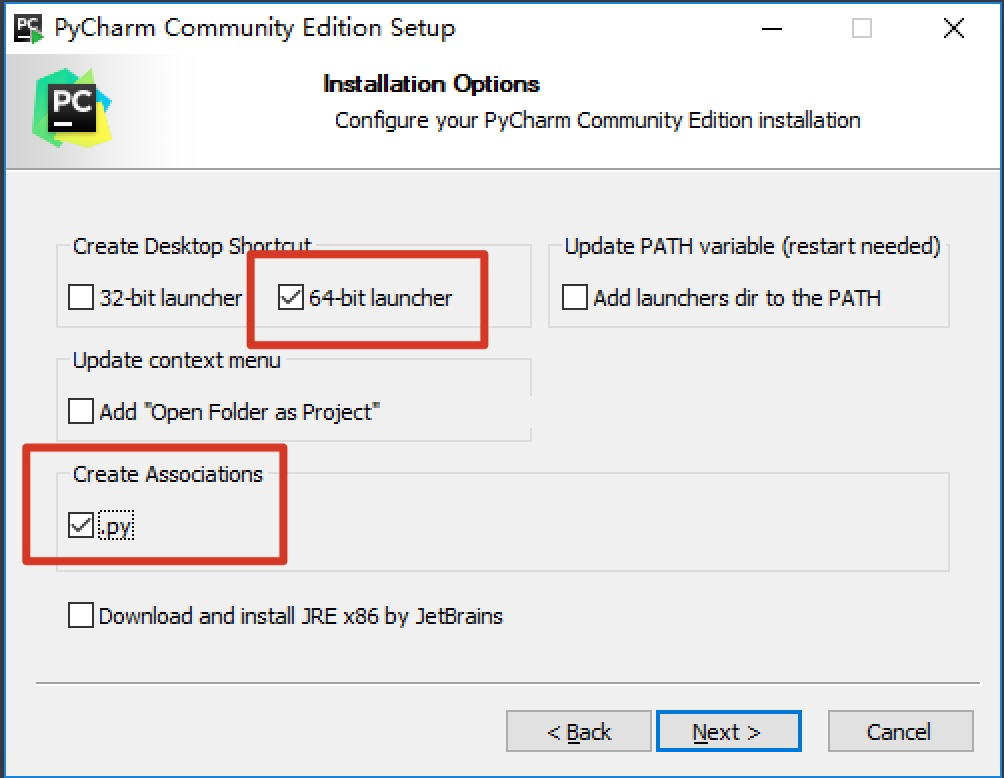 PC PyCharm Community Edition Setup
PC
Installation Options
Configure your PyCharm Community Edition installation
Create Desktop Shortcut
32-bit launcher
64-bit launcher
Update PATH variable (restart needed)
Add launchers dir to the PATH
Update context menu
Add "Open Folder as Project"
Create Associations
.py
Download and install JRE x86 by JetBrains
< Back
Next >
Cancel